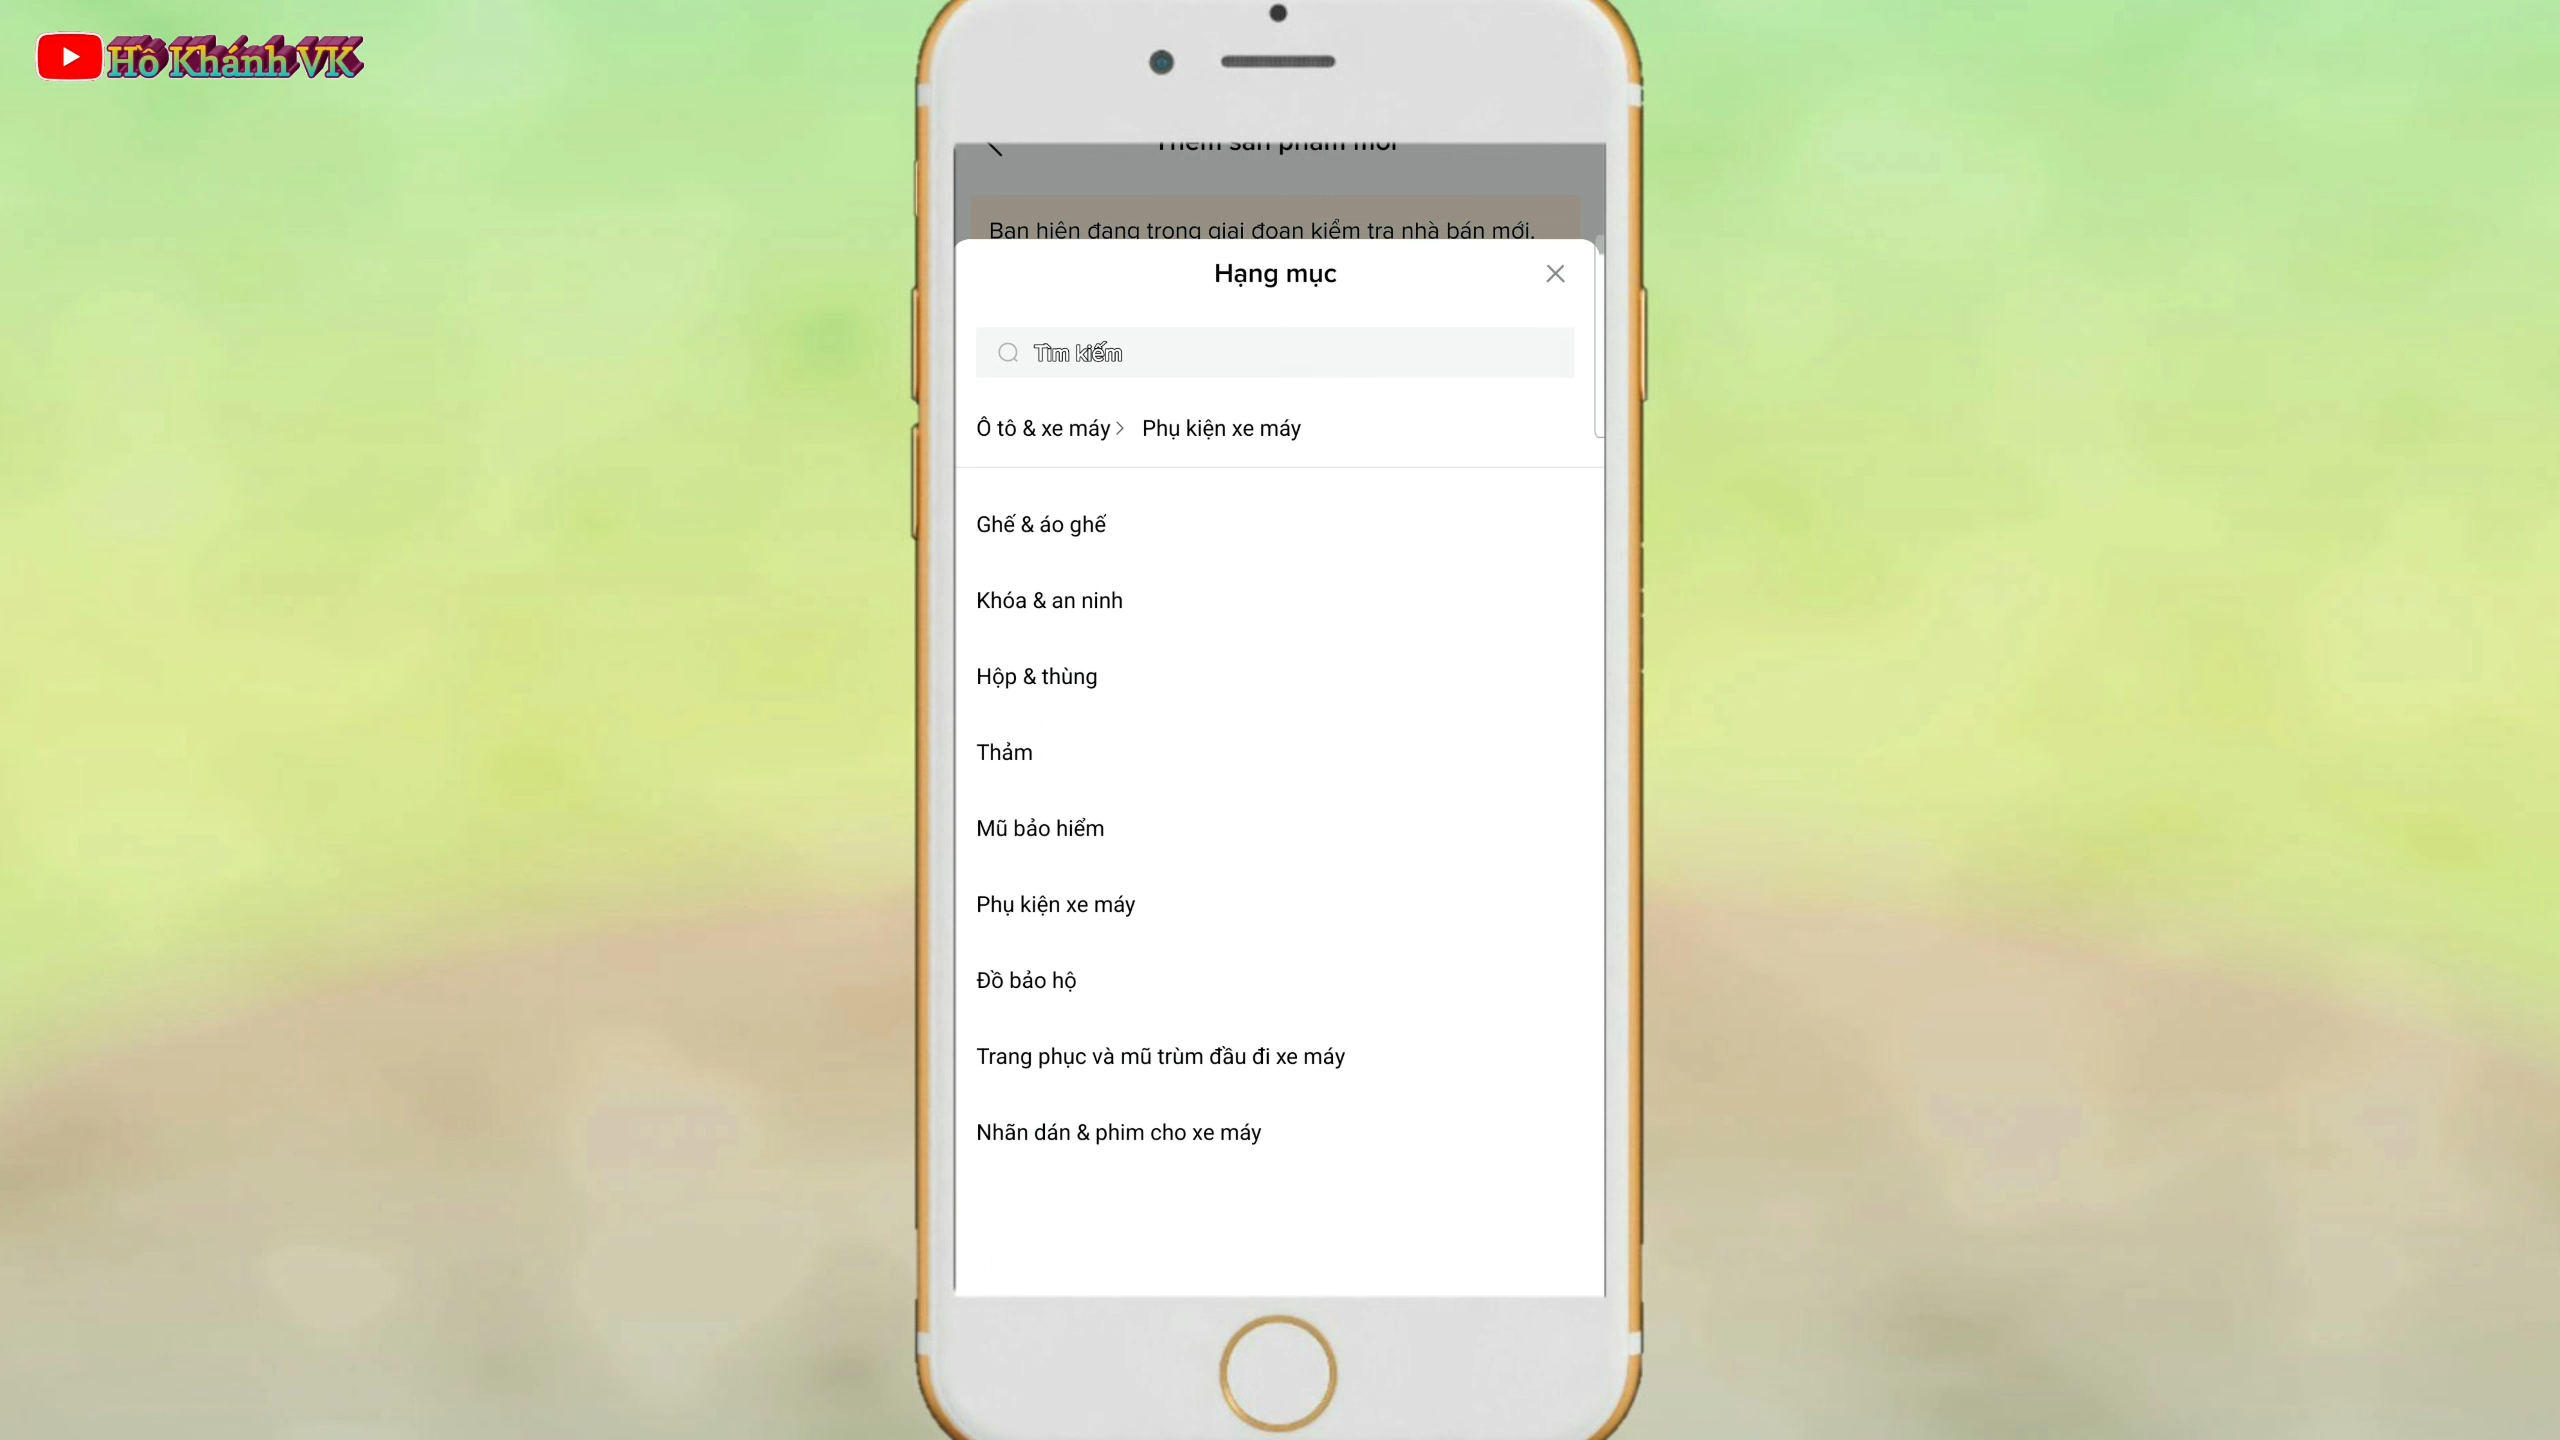 Hồ Khánh VK
Thêm sản phẩm mới
Bạn hiện đang trong giai đoạn kiểm tra nhà bán mới.
Hạng mục
Tìm kiếm
Ô tô & xe máy > Phụ kiện xe máy
Ghế & áo ghế
Khóa & an ninh
Hộp & thùng
Thảm
Mũ bảo hiểm
Phụ kiện xe máy
Đồ bảo hộ
Trang phục và mũ trùm đầu đi xe máy
Nhãn dán & phim cho xe máy